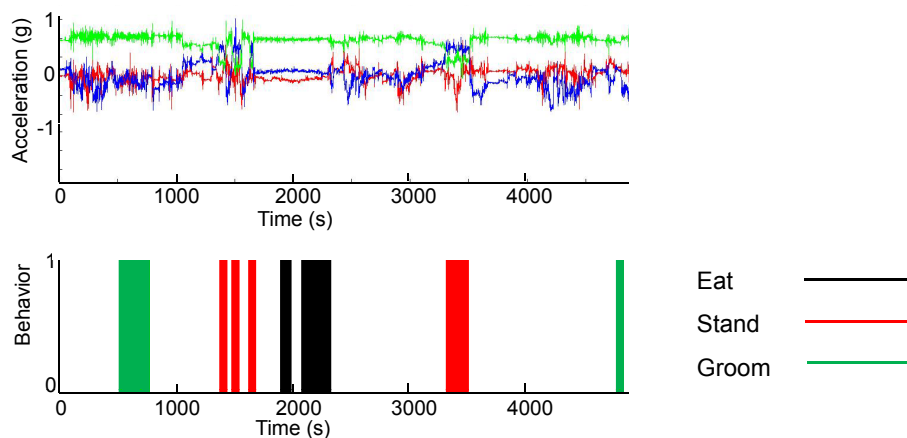 Acceleration (g)
1
0
-1
0 1000 2000 3000 4000
Time (s)
Behavior
1
0
0 1000 2000 3000 4000
Time (s)
Eat
Stand
Groom